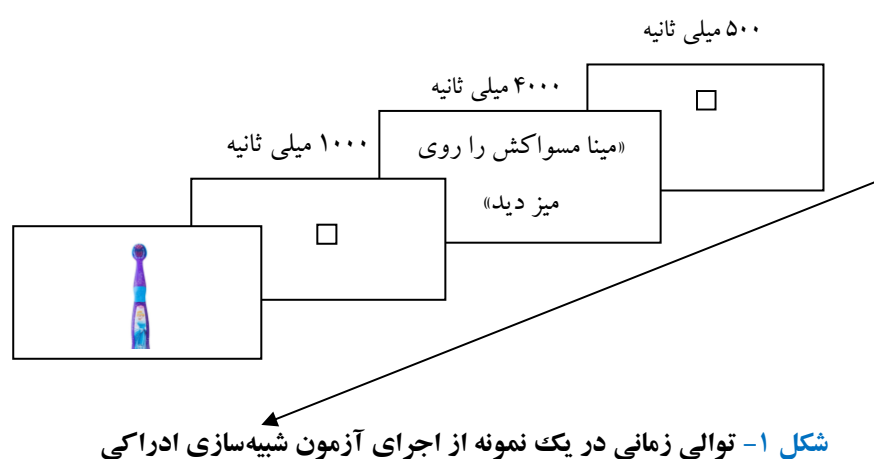 ۵۰۰ میلی ثانیه
۴۰۰۰ میلی ثانیه
«مینا مسواکش را روی
میز دید»
۱۰۰۰ میلی ثانیه
شکل ۱- توالی زمانی در یک نمونه از اجرای آزمون شبیه‌سازی ادراکی